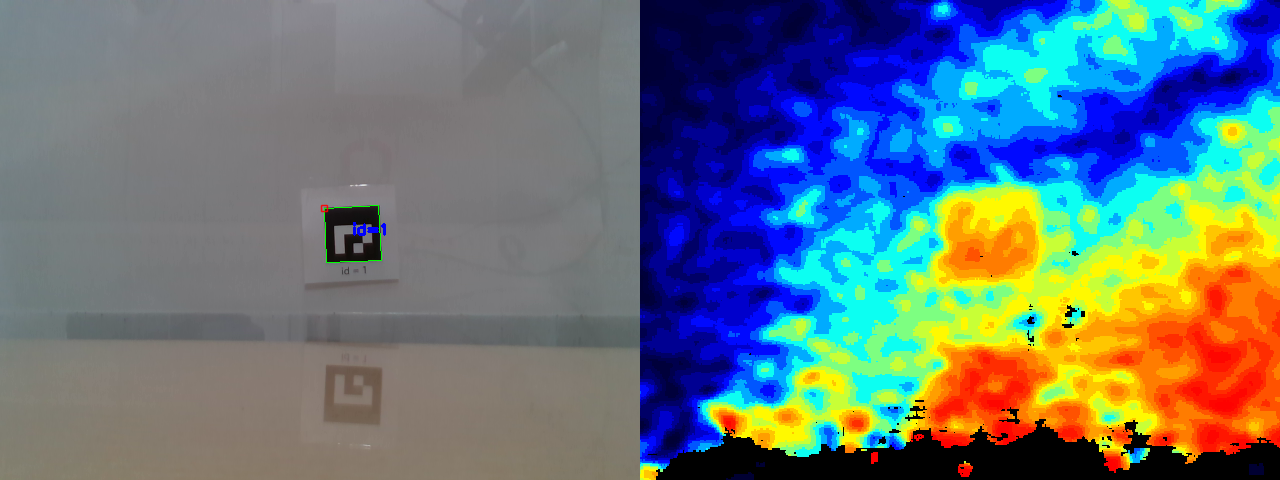 id=1
id = 1